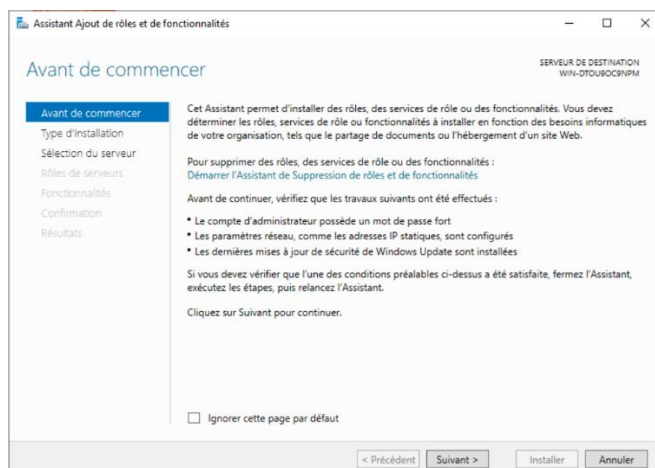 Assistant Ajout de rôles et de fonctionnalités
Avant de commencer
SERVEUR DE DESTINATION
WIN-DTOU9OC9NPM
Avant de commencer
Type d'installation
Sélection du serveur
Rôles de serveurs
Fonctionnalités
Confirmation
Résultats
Cet Assistant permet d'installer des rôles, des services de rôle ou des fonctionnalités. Vous devez
déterminer les rôles, services de rôle ou fonctionnalités à installer en fonction des besoins informatiques
de votre organisation, tels que le partage de documents ou l'hébergement d'un site Web.
Pour supprimer des rôles, des services de rôle ou des fonctionnalités :
Démarrer l'Assistant de Suppression de rôles et de fonctionnalités
Avant de continuer, vérifiez que les travaux suivants ont été effectués :
• Le compte d'administrateur possède un mot de passe fort
• Les paramètres réseau, comme les adresses IP statiques, sont configurés
• Les dernières mises à jour de sécurité de Windows Update sont installées
Si vous devez vérifier que l'une des conditions préalables ci-dessus a été satisfaite, fermez l'Assistant,
exécutez les étapes, puis relancez l'Assistant.
Cliquez sur Suivant pour continuer.
Ignorer cette page par défaut
< Précédent
Suivant >
Installer
Annuler